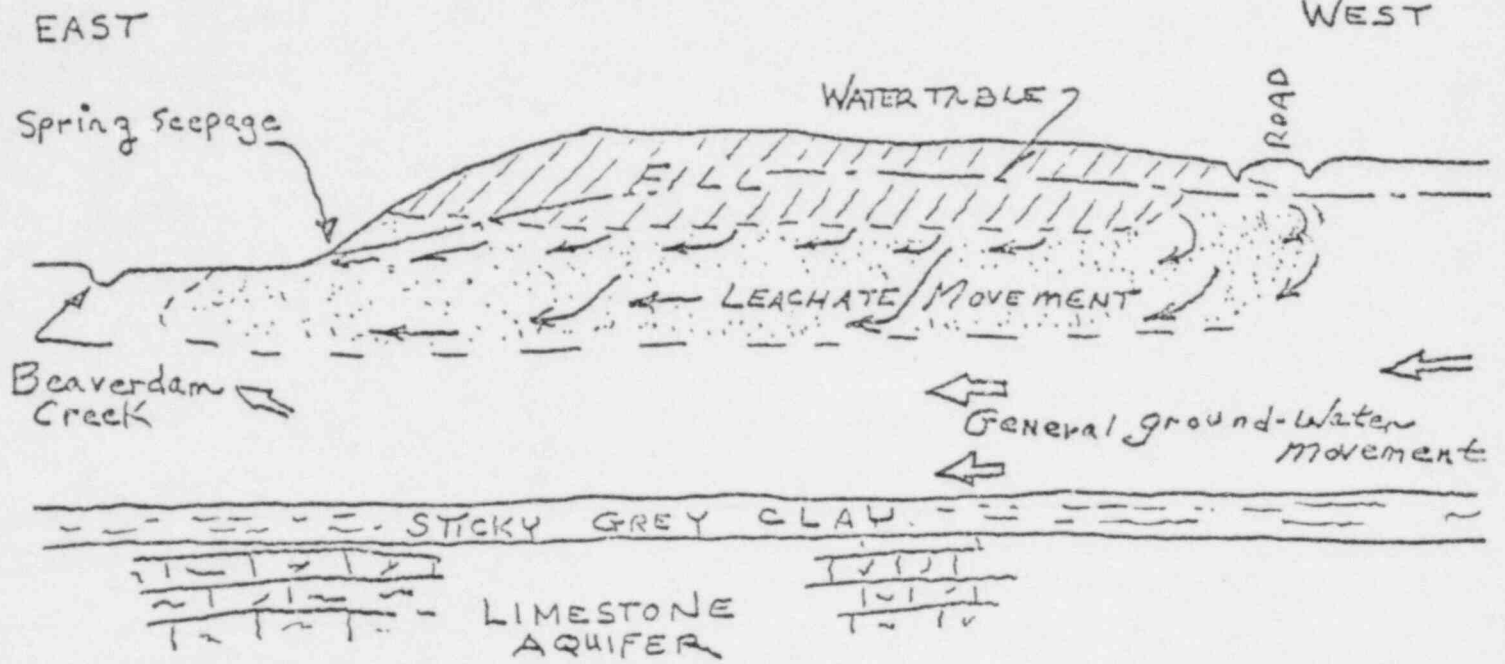 EAST
WEST
WATER TABLE
ROAD
Spring Seepage
FILL
LEACHATE MOVEMENT
Beaverdam
Creek
General ground-water
movement
STICKY GREY CLAY
LIMESTONE
AQUIFER